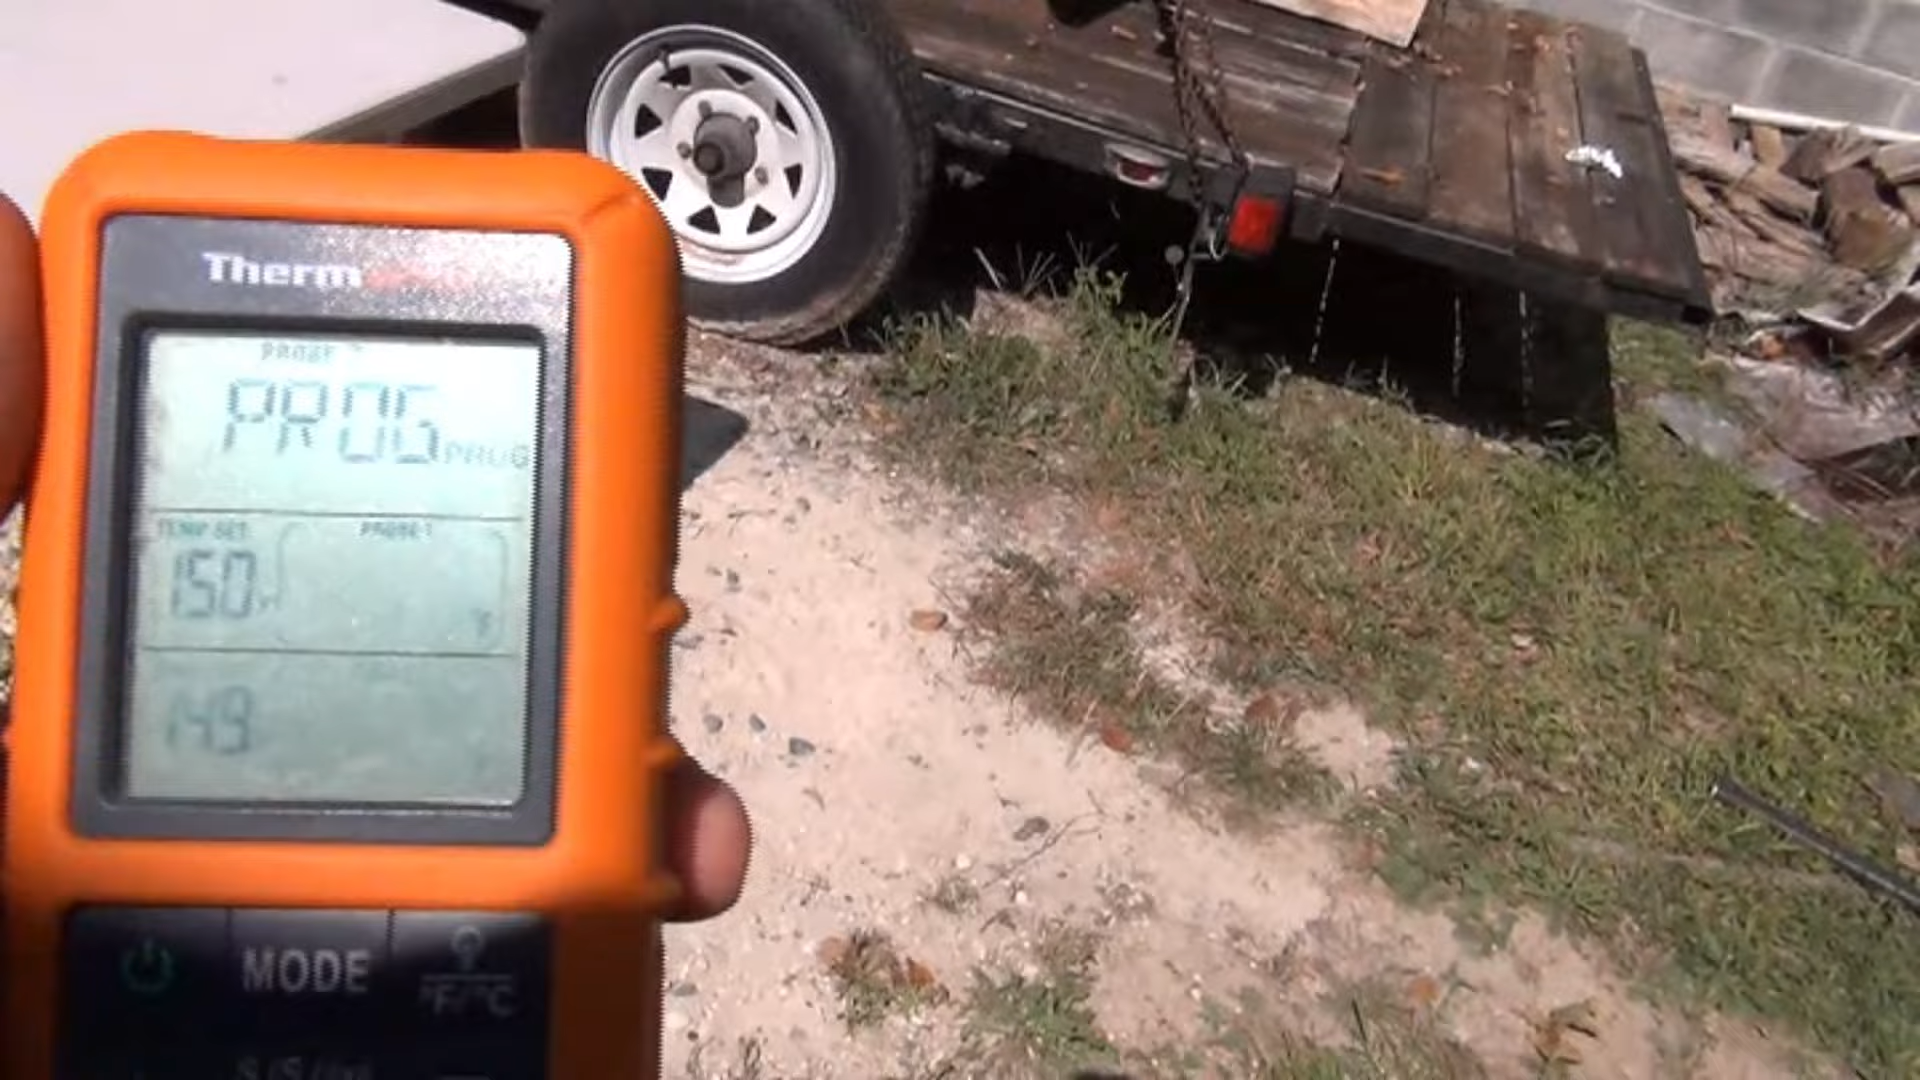 Therm
PROBE
PROG PROG
TEMP SET PROBE 1
150 °F
149
MODE
°F/°C